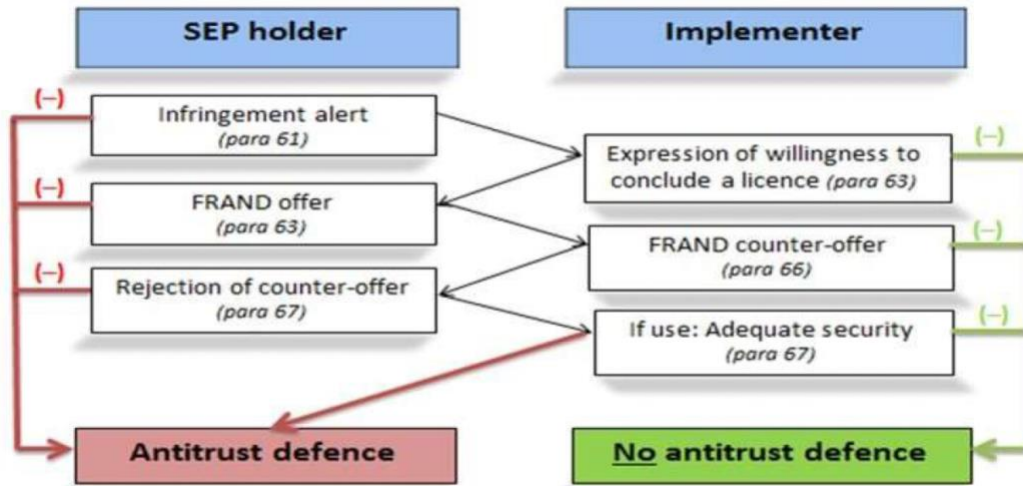 SEP holder
Implementer
(−)
Infringement alert
(para 61)
(−)
Expression of willingness to
conclude a licence (para 63)
(−)
FRAND offer
(para 63)
(−)
FRAND counter-offer
(para 66)
(−)
Rejection of counter-offer
(para 67)
(−)
If use: Adequate security
(para 67)
Antitrust defence
No antitrust defence